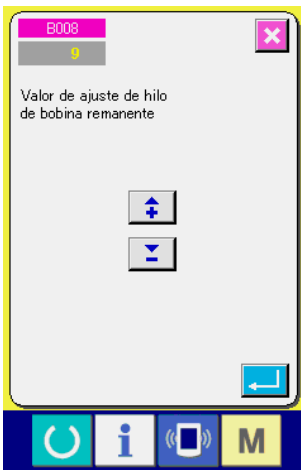 B008
9
Valor de ajuste de hilo
de bobina remanente
i
M